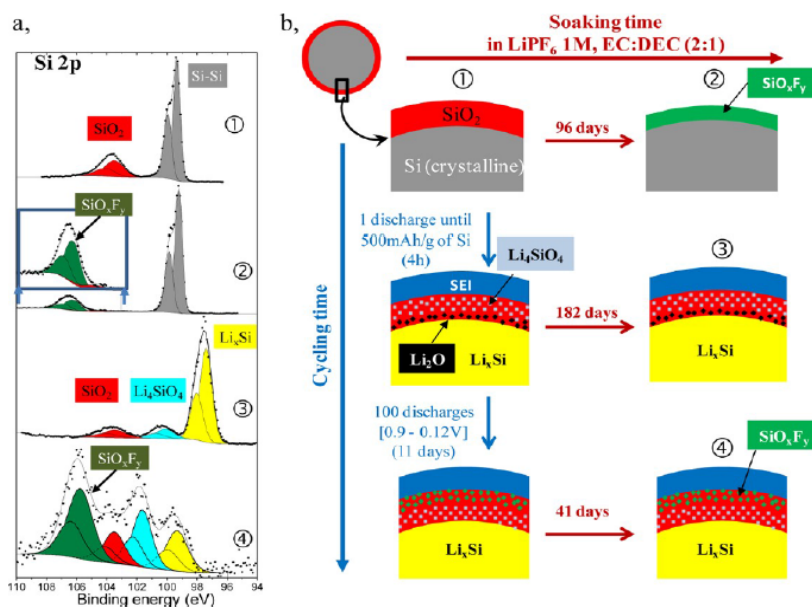 a,
Si 2p
Si-Si
SiO2
①
SiOxFy
②
LixSi
SiO2
Li4SiO4
③
SiOxFy
④
110 108 106 104 102 100 98 96 94
Binding energy (eV)
b,
Soaking time
in LiPF6 1M, EC:DEC (2:1)
①
②
SiOxFy
SiO2
Si (crystalline)
96 days
Cycling time
1 discharge until
500mAh/g of Si
(4h)
Li4SiO4
③
SEI
Li2O
LixSi
182 days
LixSi
100 discharges
[0.9 - 0.12V]
(11 days)
④
SiOxFy
LixSi
41 days
LixSi